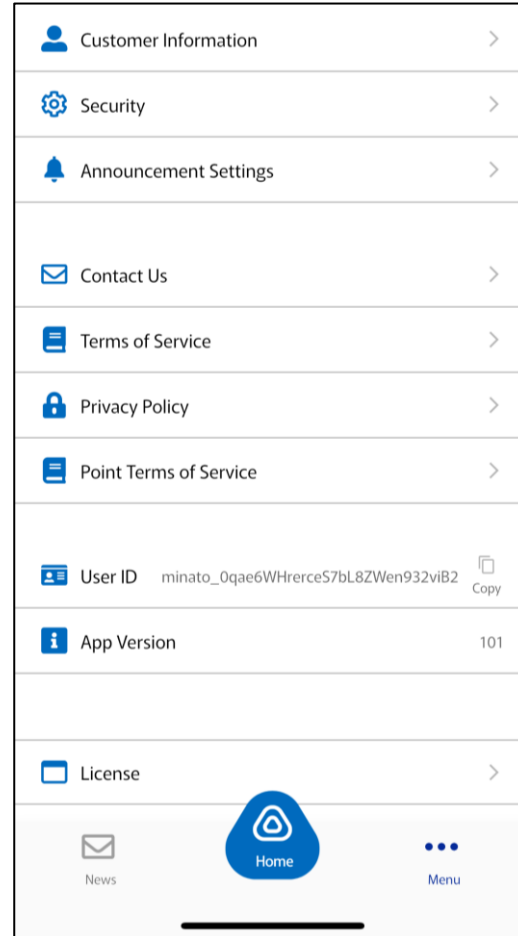 Customer Information
Security
Announcement Settings
Contact Us
Terms of Service
Privacy Policy
Point Terms of Service
User ID minato_0qae6WHrerceS7bL8ZWen932viB2 Copy
App Version 101
License
News Home Menu